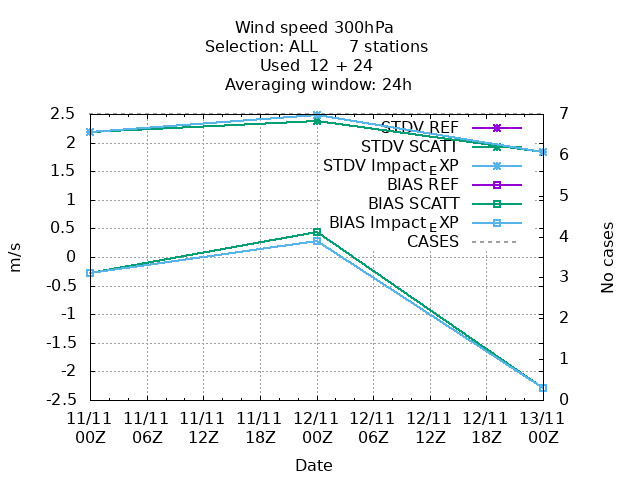 Wind speed 300hPa
Selection: ALL 7 stations
Used 12 + 24
Averaging window: 24h
2.5
2
1.5
1
0.5
0
-0.5
-1
-1.5
-2
-2.5
m/s
7
6
5
4
3
2
1
0
No cases
STDV REF
STDV SCATT
STDV Impact EXP
BIAS REF
BIAS SCATT
BIAS Impact EXP
CASES
11/11 11/11 11/11 11/11 12/11 12/11 12/11 12/11 13/11
00Z 06Z 12Z 18Z 00Z 06Z 12Z 18Z 00Z
Date